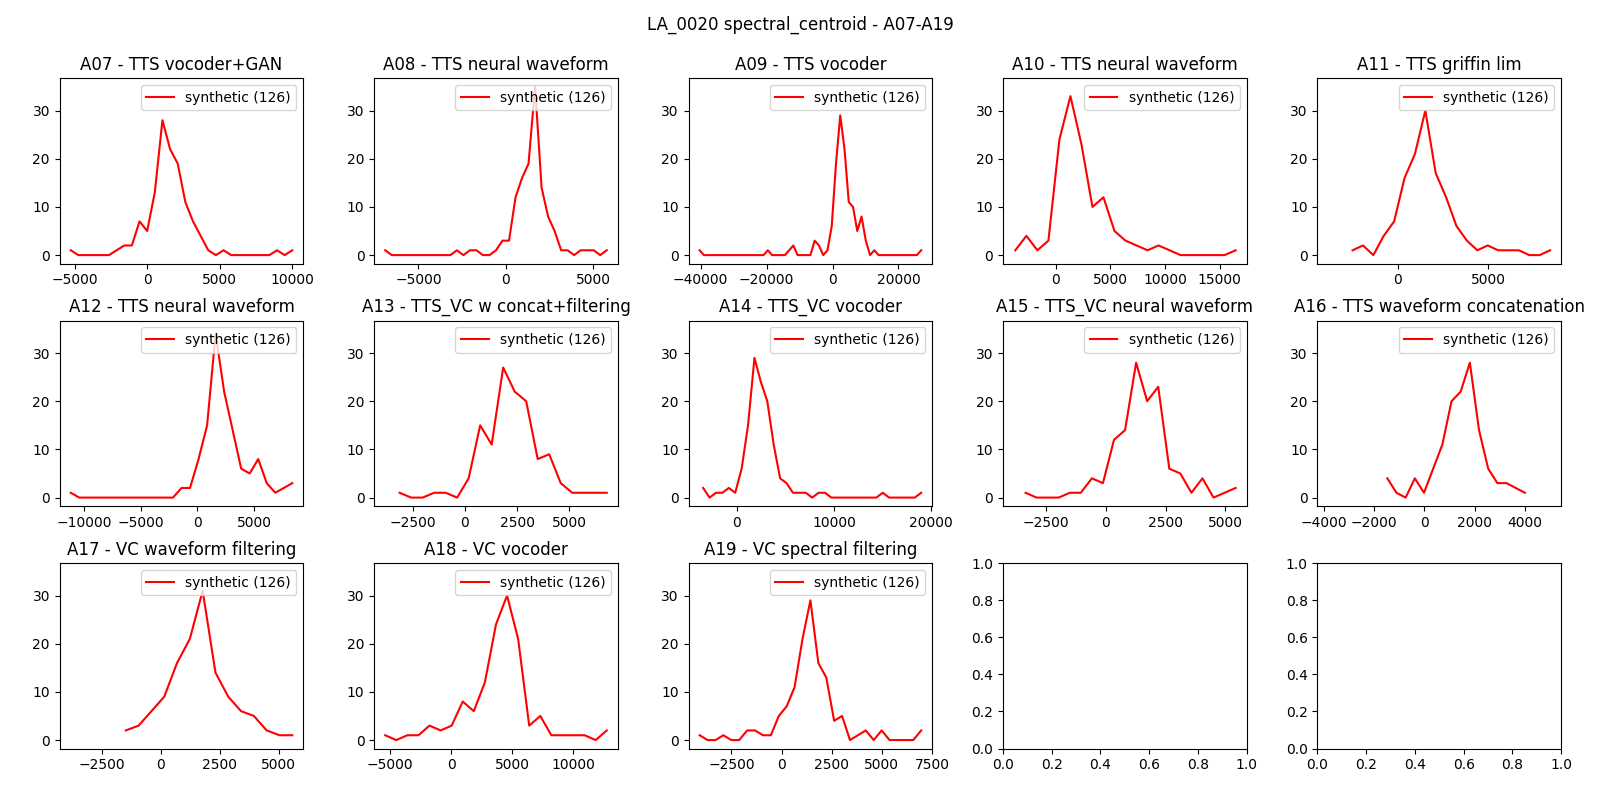 LA_0020 spectral_centroid - A07-A19
A07 - TTS vocoder+GAN
synthetic (126)
30
20
10
0
−5000 0 5000 10000
A08 - TTS neural waveform
synthetic (126)
30
20
10
0
−5000 0 5000
A09 - TTS vocoder
synthetic (126)
30
20
10
0
−40000 −20000 0 20000
A10 - TTS neural waveform
synthetic (126)
30
20
10
0
0 5000 10000 15000
A11 - TTS griffin lim
synthetic (126)
30
20
10
0
0 5000
A12 - TTS neural waveform
synthetic (126)
30
20
10
0
−10000 −5000 0 5000
A13 - TTS_VC w concat+filtering
synthetic (126)
30
20
10
0
−2500 0 2500 5000
A14 - TTS_VC vocoder
synthetic (126)
30
20
10
0
0 10000 20000
A15 - TTS_VC neural waveform
synthetic (126)
30
20
10
0
−2500 0 2500 5000
A16 - TTS waveform concatenation
synthetic (126)
30
20
10
0
−4000 −2000 0 2000 4000
A17 - VC waveform filtering
synthetic (126)
30
20
10
0
−2500 0 2500 5000
A18 - VC vocoder
synthetic (126)
30
20
10
0
−5000 0 5000 10000
A19 - VC spectral filtering
synthetic (126)
30
20
10
0
−2500 0 2500 5000 7500
1.0
0.8
0.6
0.4
0.2
0.0
0.0 0.2 0.4 0.6 0.8 1.0
1.0
0.8
0.6
0.4
0.2
0.0
0.0 0.2 0.4 0.6 0.8 1.0